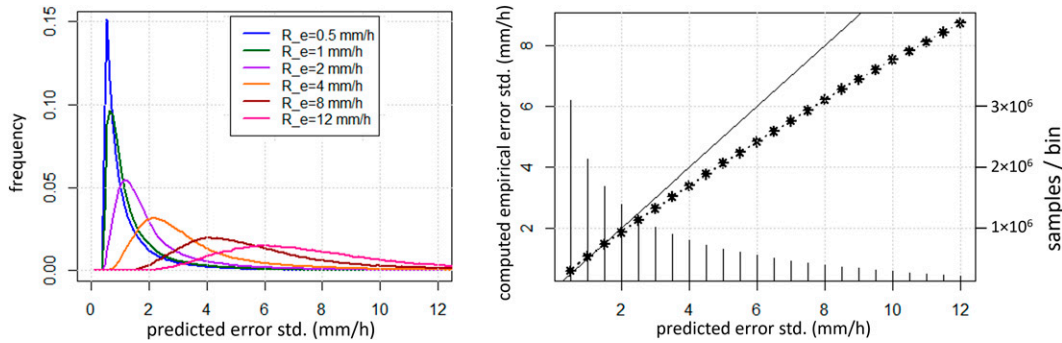 frequency
0.15
0.10
0.05
0.00
R_e=0.5 mm/h
R_e=1 mm/h
R_e=2 mm/h
R_e=4 mm/h
R_e=8 mm/h
R_e=12 mm/h
0 2 4 6 8 10 12
predicted error std. (mm/h)
computed empirical error std. (mm/h)
8
6
4
2
0 2 4 6 8 10 12
predicted error std. (mm/h)
3×10⁶
2×10⁶
1×10⁶
samples / bin